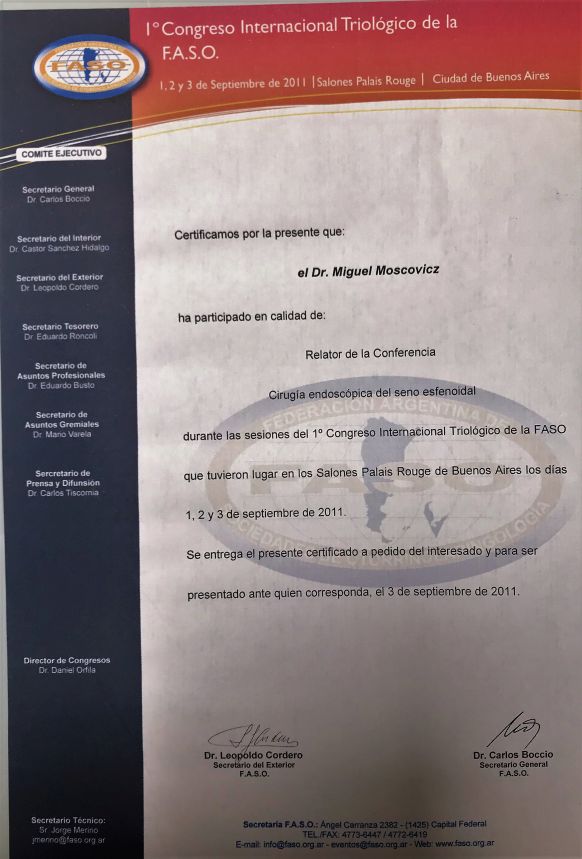 1º Congreso Internacional Triológico de la
F.A.S.O.
1, 2 y 3 de Septiembre de 2011 | Salones Palais Rouge | Ciudad de Buenos Aires
FASO
COMITE EJECUTIVO
Secretario General
Dr. Carlos Boccio
Secretario del Interior
Dr. Castor Sanchez Hidalgo
Secretario del Exterior
Dr. Leopoldo Cordero
Secretario Tesorero
Dr. Eduardo Roncoli
Secretario de
Asuntos Profesionales
Dr. Eduardo Busto
Secretario de
Asuntos Gremiales
Dr. Mario Varela
Sercretario de
Prensa y Difunsión
Dr. Carlos Tiscornia
Director de Congresos
Dr. Daniel Orfila
Secretario Técnico:
Sr. Jorge Merino
jmerino@faso.org.ar
Certificamos por la presente que:
el Dr. Miguel Moscovicz
ha participado en calidad de:
Relator de la Conferencia
Cirugía endoscópica del seno esfenoidal
durante las sesiones del 1º Congreso Internacional Triológico de la FASO
que tuvieron lugar en los Salones Palais Rouge de Buenos Aires los días
1, 2 y 3 de septiembre de 2011.
Se entrega el presente certificado a pedido del interesado y para ser
presentado ante quien corresponda, el 3 de septiembre de 2011.
FEDERACIÓN ARGENTINA DE
FASO
Dr. Leopoldo Cordero
Secretario del Exterior
F.A.S.O.
Dr. Carlos Boccio
Secretario General
F.A.S.O.
Secretaria F.A.S.O.: Ángel Carranza 2382 - (1425) Capital Federal
TEL./FAX: 4773-6447 / 4772-6419
E-mail: info@faso.org.ar - eventos@faso.org.ar - Web: www.faso.org.ar